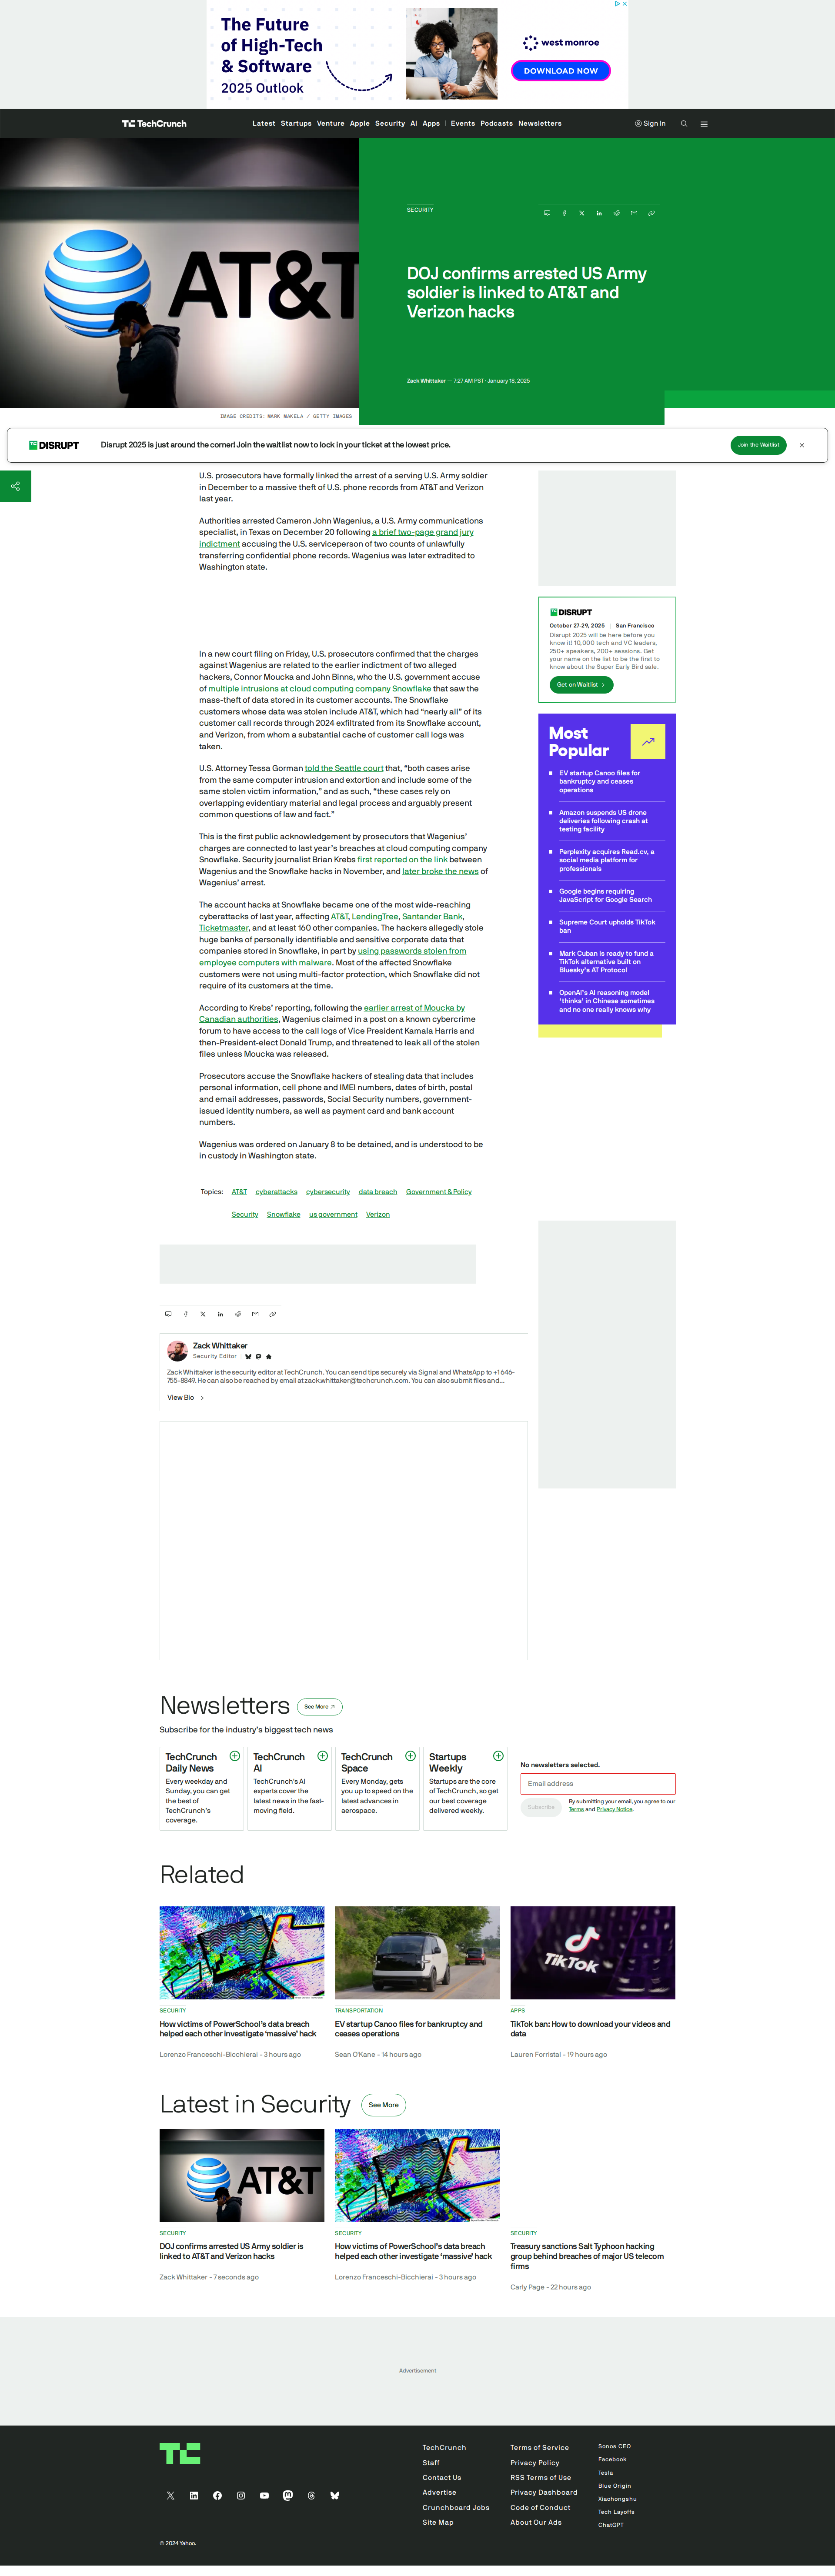 The Future
of High-Tech
& Software
2025 Outlook
west monroe
DOWNLOAD NOW
TechCrunch
Latest Startups Venture Apple Security AI Apps | Events Podcasts Newsletters
Sign In
AT&T
SECURITY
DOJ confirms arrested US Army
soldier is linked to AT&T and
Verizon hacks
Zack Whittaker — 7:27 AM PST · January 18, 2025
IMAGE CREDITS: MARK MAKELA / GETTY IMAGES
DISRUPT
Disrupt 2025 is just around the corner! Join the waitlist now to lock in your ticket at the lowest price.
Join the Waitlist
U.S. prosecutors have formally linked the arrest of a serving U.S. Army soldier
in December to a massive theft of U.S. phone records from AT&T and Verizon
last year.
Authorities arrested Cameron John Wagenius, a U.S. Army communications
specialist, in Texas on December 20 following a brief two-page grand jury
indictment accusing the U.S. serviceperson of two counts of unlawfully
transferring confidential phone records. Wagenius was later extradited to
Washington state.
In a new court filing on Friday, U.S. prosecutors confirmed that the charges
against Wagenius are related to the earlier indictment of two alleged
hackers, Connor Moucka and John Binns, who the U.S. government accuse
of multiple intrusions at cloud computing company Snowflake that saw the
mass-theft of data stored in its customer accounts. The Snowflake
customers whose data was stolen include AT&T, which had “nearly all” of its
customer call records through 2024 exfiltrated from its Snowflake account,
and Verizon, from whom a substantial cache of customer call logs was
taken.
U.S. Attorney Tessa Gorman told the Seattle court that, “both cases arise
from the same computer intrusion and extortion and include some of the
same stolen victim information,” and as such, “these cases rely on
overlapping evidentiary material and legal process and arguably present
common questions of law and fact.”
This is the first public acknowledgement by prosecutors that Wagenius’
charges are connected to last year’s breaches at cloud computing company
Snowflake. Security journalist Brian Krebs first reported on the link between
Wagenius and the Snowflake hacks in November, and later broke the news of
Wagenius’ arrest.
The account hacks at Snowflake became one of the most wide-reaching
cyberattacks of last year, affecting AT&T, LendingTree, Santander Bank,
Ticketmaster, and at least 160 other companies. The hackers allegedly stole
huge banks of personally identifiable and sensitive corporate data that
companies stored in Snowflake, in part by using passwords stolen from
employee computers with malware. Most of the affected Snowflake
customers were not using multi-factor protection, which Snowflake did not
require of its customers at the time.
According to Krebs’ reporting, following the earlier arrest of Moucka by
Canadian authorities, Wagenius claimed in a post on a known cybercrime
forum to have access to the call logs of Vice President Kamala Harris and
then-President-elect Donald Trump, and threatened to leak all of the stolen
files unless Moucka was released.
Prosecutors accuse the Snowflake hackers of stealing data that includes
personal information, cell phone and IMEI numbers, dates of birth, postal
and email addresses, passwords, Social Security numbers, government-
issued identity numbers, as well as payment card and bank account
numbers.
Wagenius was ordered on January 8 to be detained, and is understood to be
in custody in Washington state.
Topics: AT&T cyberattacks cybersecurity data breach Government & Policy
Security Snowflake us government Verizon
DISRUPT
October 27-29, 2025 | San Francisco
Disrupt 2025 will be here before you
know it! 10,000 tech and VC leaders,
250+ speakers, 200+ sessions. Get
your name on the list to be the first to
know about the Super Early Bird sale.
Get on Waitlist
Most
Popular
EV startup Canoo files for
bankruptcy and ceases
operations
Amazon suspends US drone
deliveries following crash at
testing facility
Perplexity acquires Read.cv, a
social media platform for
professionals
Google begins requiring
JavaScript for Google Search
Supreme Court upholds TikTok
ban
Mark Cuban is ready to fund a
TikTok alternative built on
Bluesky’s AT Protocol
OpenAI’s AI reasoning model
‘thinks’ in Chinese sometimes
and no one really knows why
Zack Whittaker
Security Editor
Zack Whittaker is the security editor at TechCrunch. You can send tips securely via Signal and WhatsApp to +1 646-
755-8849. He can also be reached by email at zack.whittaker@techcrunch.com. You can also submit files and…
View Bio
Newsletters
See More
Subscribe for the industry’s biggest tech news
TechCrunch
Daily News
Every weekday and
Sunday, you can get
the best of
TechCrunch’s
coverage.
TechCrunch
AI
TechCrunch's AI
experts cover the
latest news in the fast-
moving field.
TechCrunch
Space
Every Monday, gets
you up to speed on the
latest advances in
aerospace.
Startups
Weekly
Startups are the core
of TechCrunch, so get
our best coverage
delivered weekly.
No newsletters selected.
Email address
Subscribe
By submitting your email, you agree to our
Terms and Privacy Notice.
Related
TikTok
SECURITY
How victims of PowerSchool’s data breach
helped each other investigate ‘massive’ hack
Lorenzo Franceschi-Bicchierai - 3 hours ago
TRANSPORTATION
EV startup Canoo files for bankruptcy and
ceases operations
Sean O'Kane - 14 hours ago
APPS
TikTok ban: How to download your videos and
data
Lauren Forristal - 19 hours ago
Latest in Security
See More
AT&T
SECURITY
DOJ confirms arrested US Army soldier is
linked to AT&T and Verizon hacks
Zack Whittaker - 7 seconds ago
SECURITY
How victims of PowerSchool’s data breach
helped each other investigate ‘massive’ hack
Lorenzo Franceschi-Bicchierai - 3 hours ago
SECURITY
Treasury sanctions Salt Typhoon hacking
group behind breaches of major US telecom
firms
Carly Page - 22 hours ago
Advertisement
TechCrunch
Staff
Contact Us
Advertise
Crunchboard Jobs
Site Map
Terms of Service
Privacy Policy
RSS Terms of Use
Privacy Dashboard
Code of Conduct
About Our Ads
Sonos CEO
Facebook
Tesla
Blue Origin
Xiaohongshu
Tech Layoffs
ChatGPT
© 2024 Yahoo.